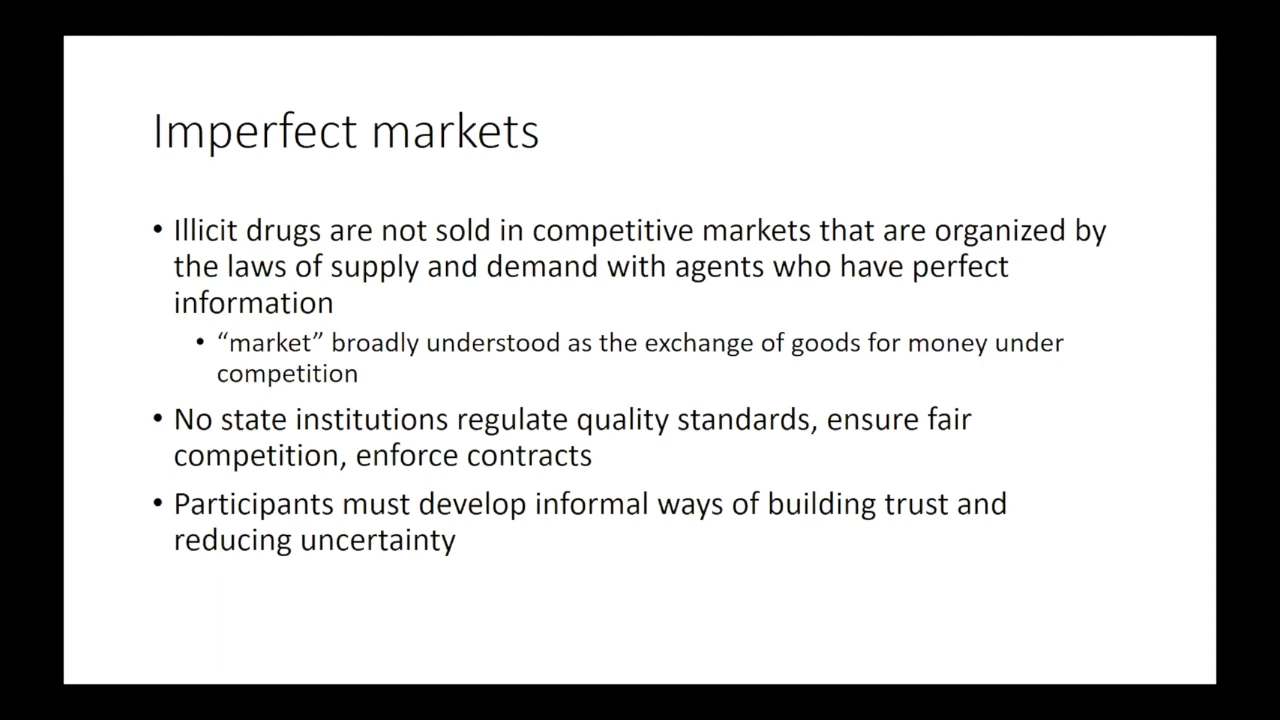 Imperfect markets
• Illicit drugs are not sold in competitive markets that are organized by
the laws of supply and demand with agents who have perfect
information
• “market” broadly understood as the exchange of goods for money under
competition
• No state institutions regulate quality standards, ensure fair
competition, enforce contracts
• Participants must develop informal ways of building trust and
reducing uncertainty